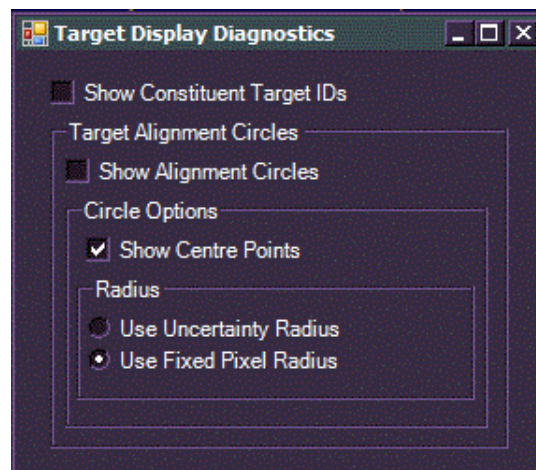 Target Display Diagnostics
Show Constituent Target IDs
Target Alignment Circles
Show Alignment Circles
Circle Options
Show Centre Points
Radius
Use Uncertainty Radius
Use Fixed Pixel Radius